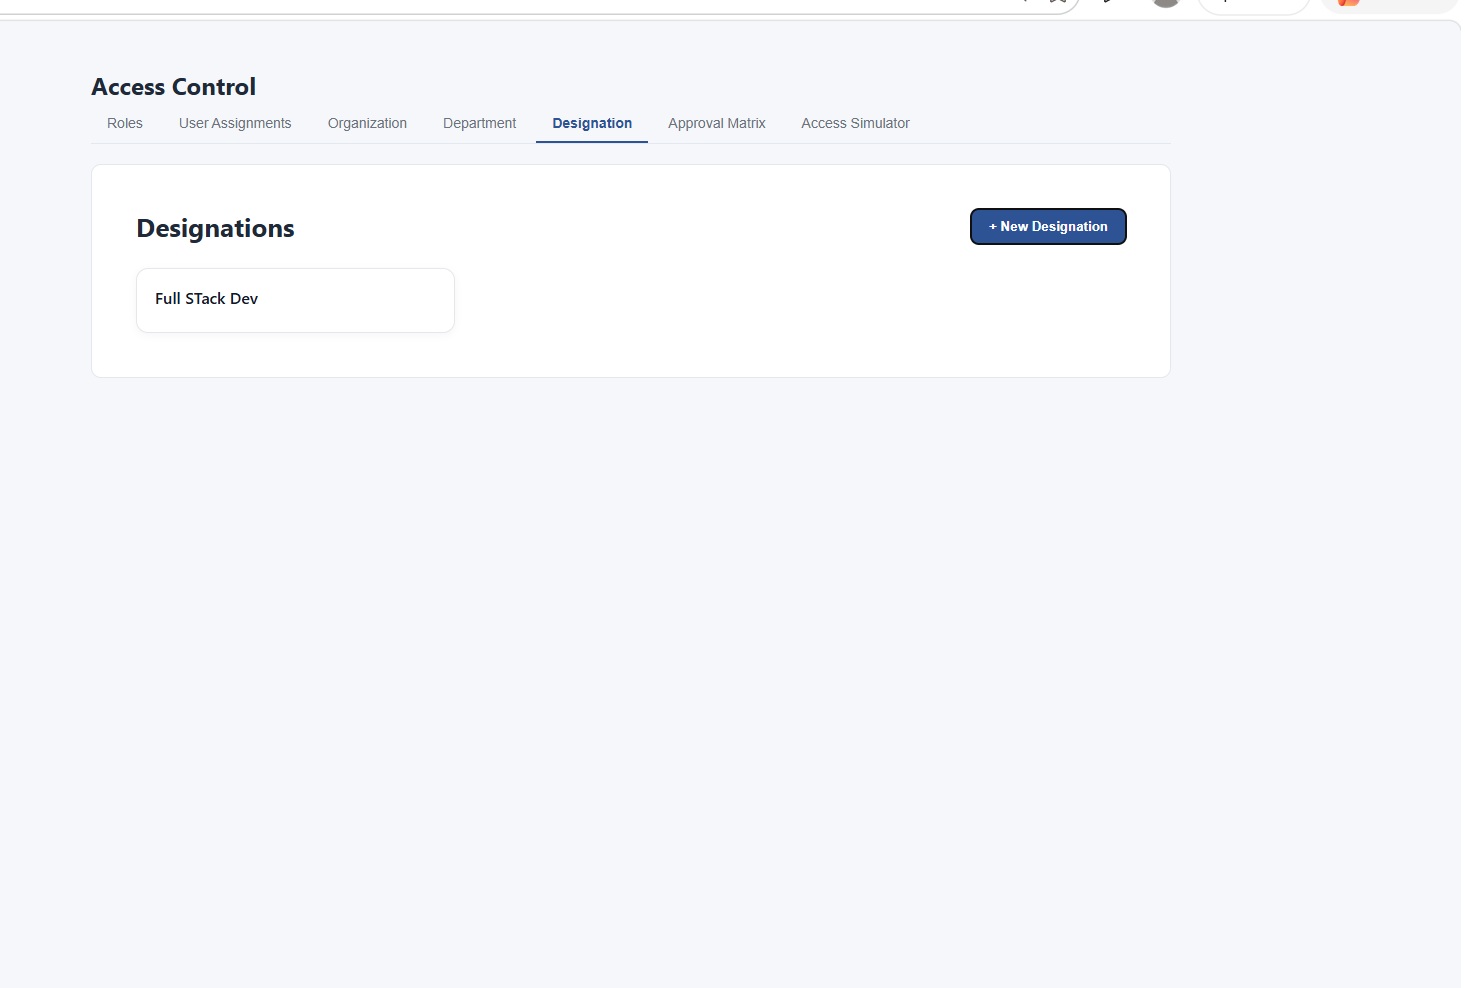 Access Control
Roles User Assignments Organization Department Designation Approval Matrix Access Simulator
Designations
+ New Designation
Full STack Dev